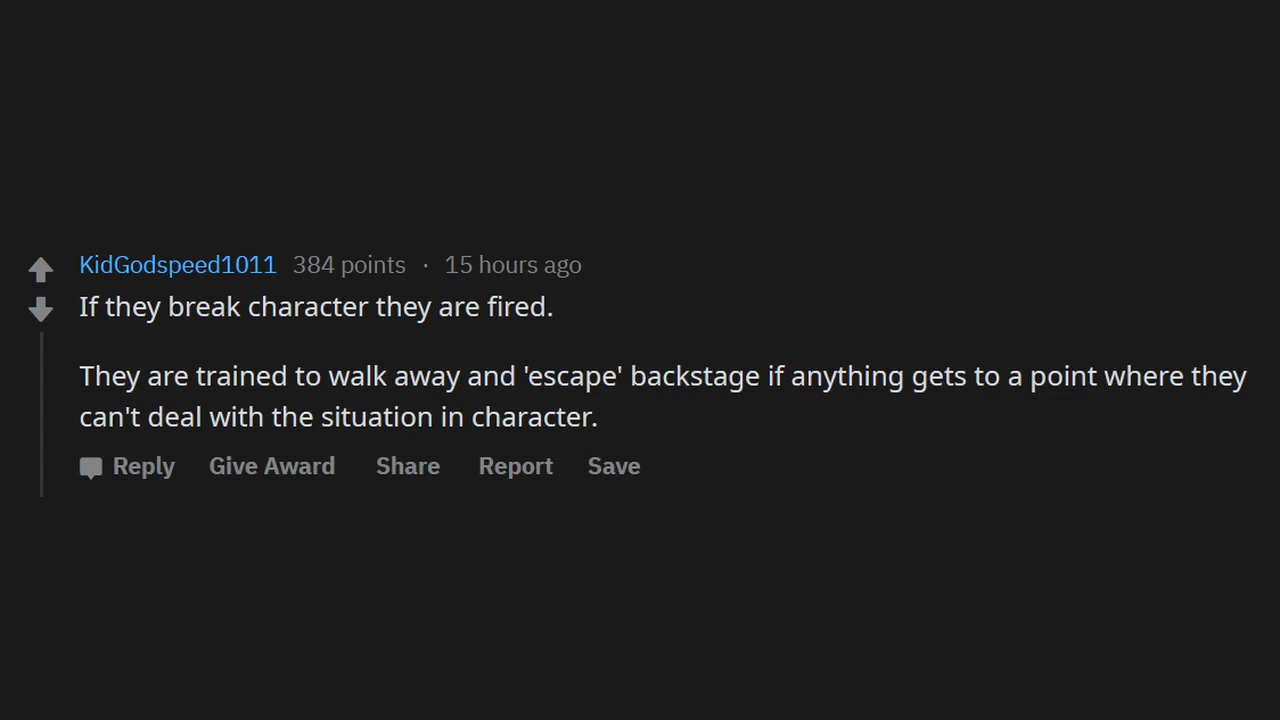 KidGodspeed1011 384 points · 15 hours ago
If they break character they are fired.
They are trained to walk away and 'escape' backstage if anything gets to a point where they
can't deal with the situation in character.
Reply Give Award Share Report Save